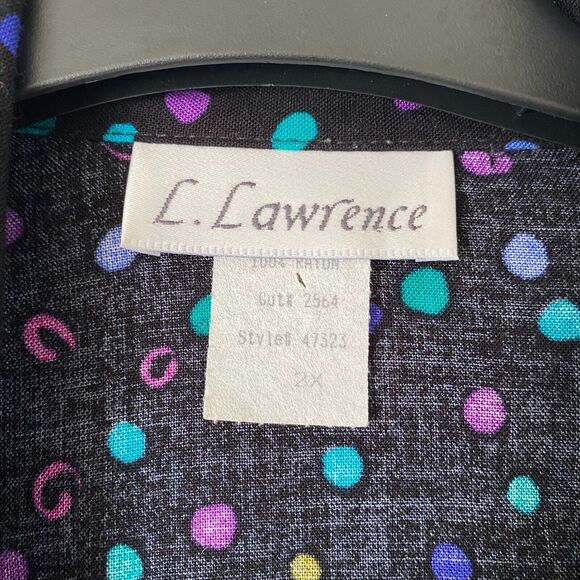 L. Lawrence
100% RAYON
Cut# 2564
Style# 47323
2X